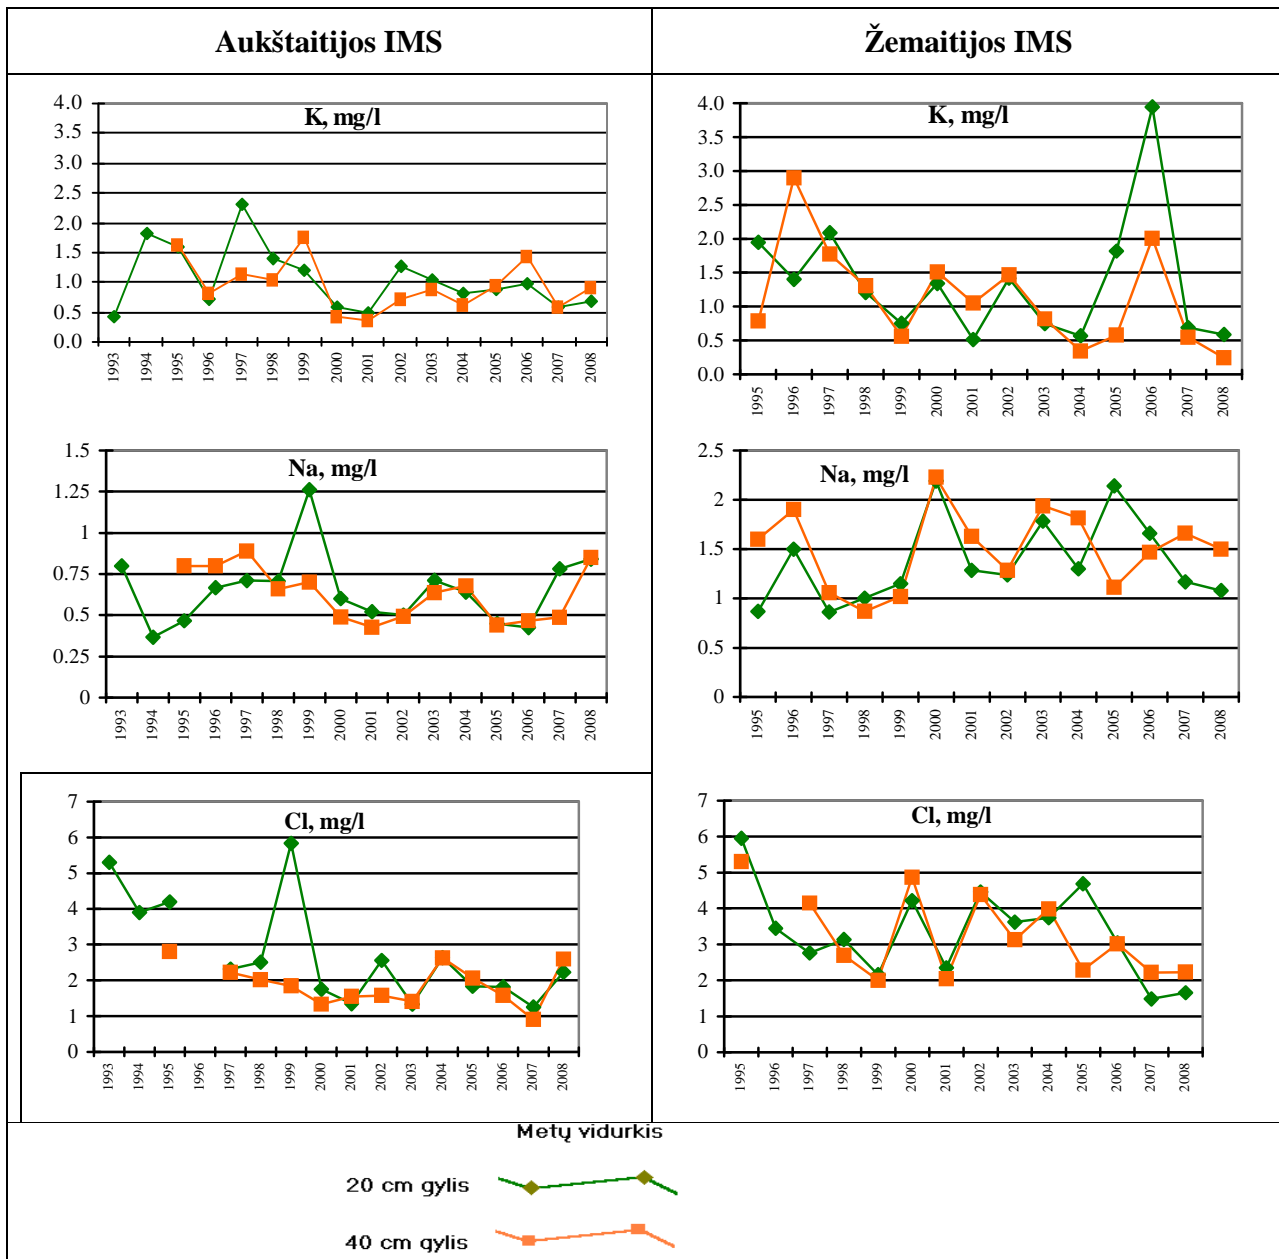 Aukštaitijos IMS
Žemaitijos IMS
K, mg/l
4.0
3.5
3.0
2.5
2.0
1.5
1.0
0.5
0.0
1993 1994 1995 1996 1997 1998 1999 2000 2001 2002 2003 2004 2005 2006 2007 2008
K, mg/l
4.0
3.5
3.0
2.5
2.0
1.5
1.0
0.5
0.0
1995 1996 1997 1998 1999 2000 2001 2002 2003 2004 2005 2006 2007 2008
Na, mg/l
1.5
1.25
1
0.75
0.5
0.25
0
1993 1994 1995 1996 1997 1998 1999 2000 2001 2002 2003 2004 2005 2006 2007 2008
Na, mg/l
2.5
2
1.5
1
0.5
0
1995 1996 1997 1998 1999 2000 2001 2002 2003 2004 2005 2006 2007 2008
Cl, mg/l
7
6
5
4
3
2
1
0
1993 1994 1995 1996 1997 1998 1999 2000 2001 2002 2003 2004 2005 2006 2007 2008
Cl, mg/l
7
6
5
4
3
2
1
0
1995 1996 1997 1998 1999 2000 2001 2002 2003 2004 2005 2006 2007 2008
Metų vidurkis
20 cm gylis
40 cm gylis